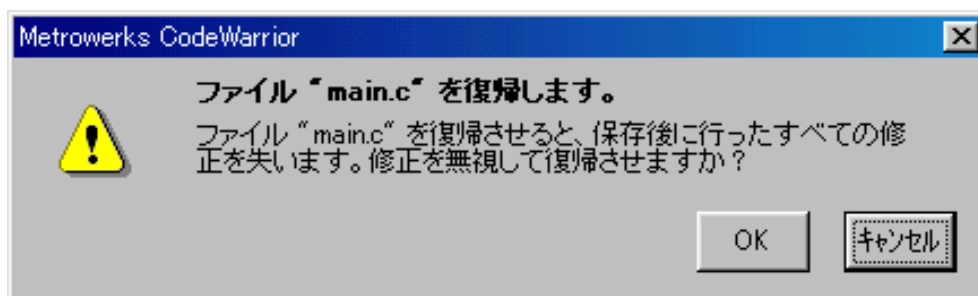 Metrowerks CodeWarrior
ファイル “main.c” を復帰します。
ファイル “main.c” を復帰させると、保存後に行ったすべての修
正を失います。修正を無視して復帰させますか？
OK
キャンセル